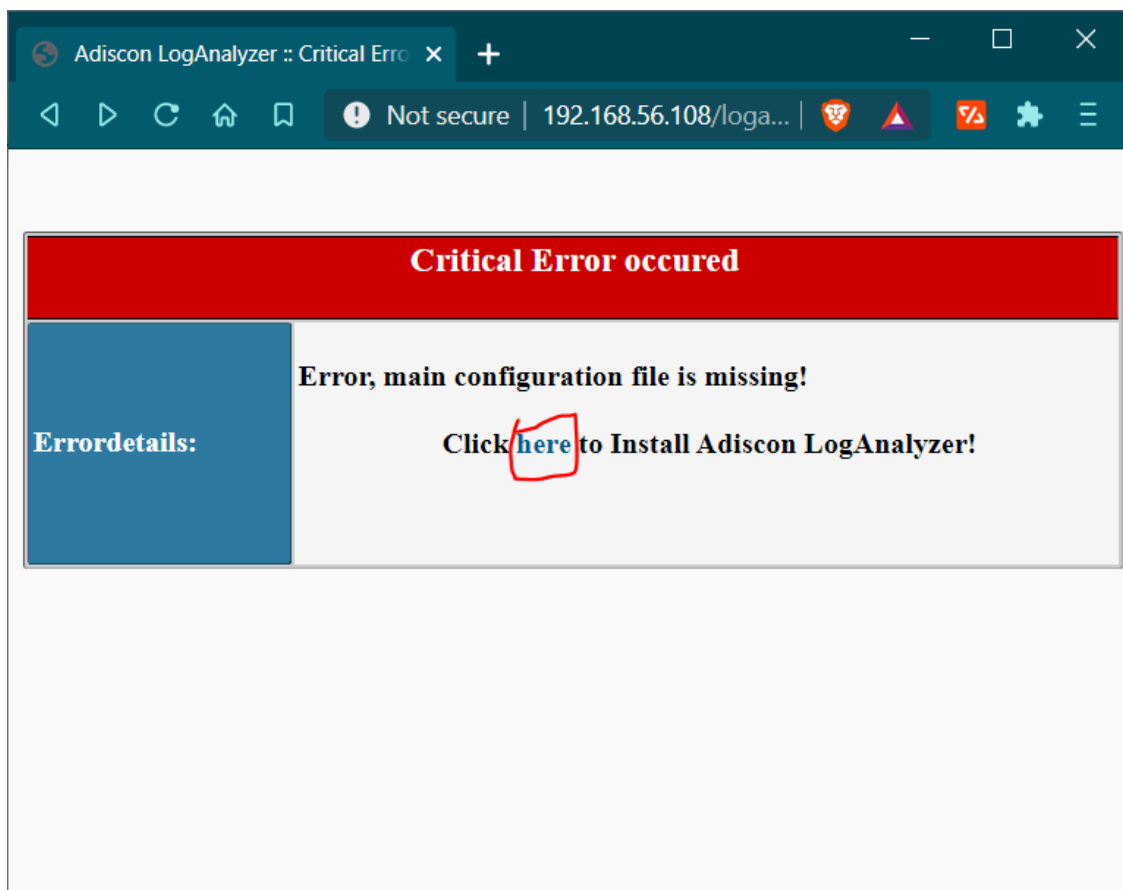 Adiscon LogAnalyzer :: Critical Erro
Not secure | 192.168.56.108/loga... |
Critical Error occured
Error, main configuration file is missing!
Errordetails:
Click here to Install Adiscon LogAnalyzer!